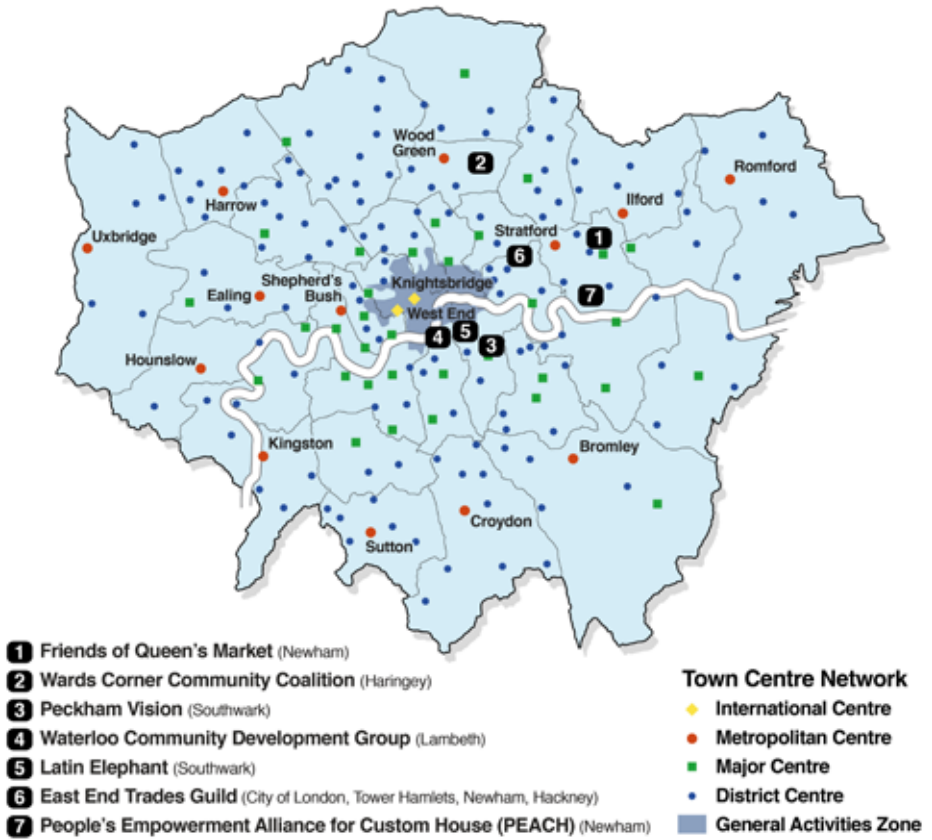 Wood
Green
2
Romford
Harrow
Ilford
Stratford
1
Uxbridge
6
Knightsbridge
Shepherd's
Bush
Ealing
7
West End
5
4
3
Hounslow
Kingston
Bromley
Croydon
Sutton
1 Friends of Queen's Market (Newham)
2 Wards Corner Community Coalition (Haringey)
3 Peckham Vision (Southwark)
4 Waterloo Community Development Group (Lambeth)
5 Latin Elephant (Southwark)
6 East End Trades Guild (City of London, Tower Hamlets, Newham, Hackney)
7 People's Empowerment Alliance for Custom House (PEACH) (Newham)
Town Centre Network
International Centre
Metropolitan Centre
Major Centre
District Centre
General Activities Zone